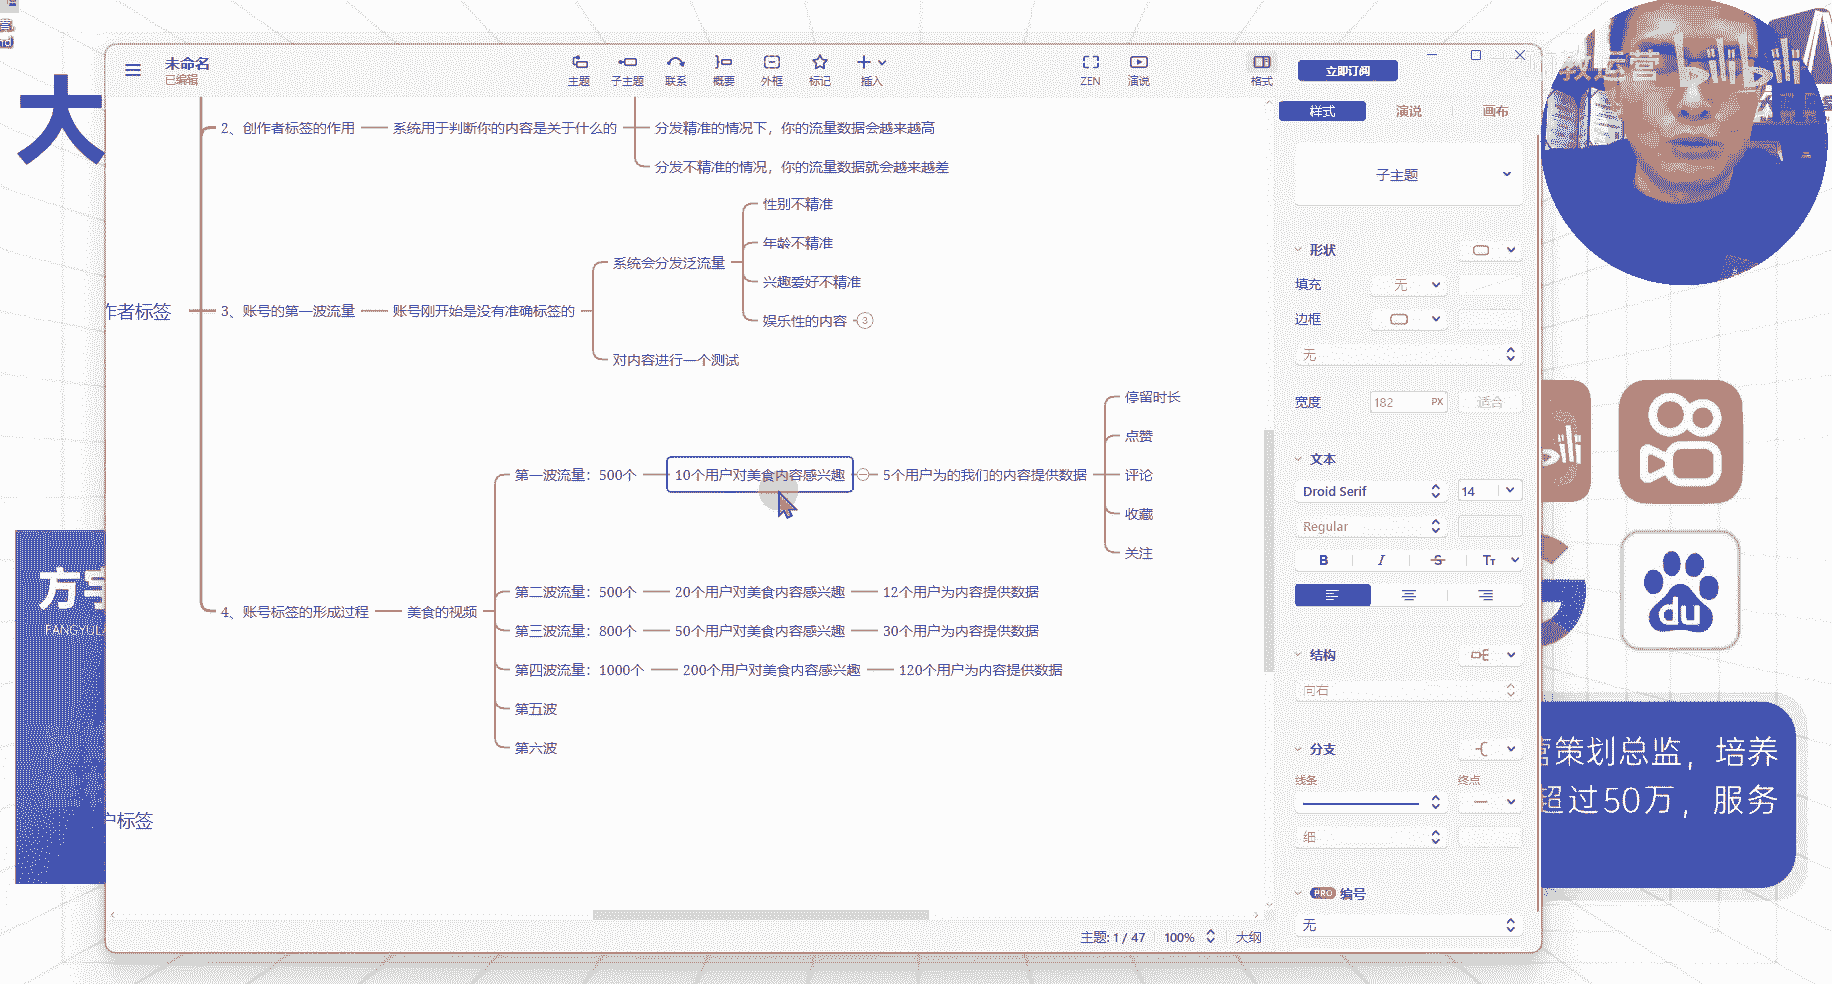 大
未命名
已编辑
主题
子主题
联系
概要
外框
标记
插入
ZEN
演说
格式
立即订阅
样式
演说
画布
2、创作者标签的作用
系统用于判断你的内容是关于什么的
分发精准的情况下，你的流量数据会越来越高
分发不精准的情况，你的流量数据就会越来越差
性别不精准
年龄不精准
兴趣爱好不精准
娱乐性的内容
3
系统会分发泛流量
作者标签
3、账号的第一波流量
账号刚开始是没有准确标签的
对内容进行一个测试
停留时长
点赞
第一波流量：500个
10个用户对美食内容感兴趣
5个用户为的我们的内容提供数据
评论
收藏
关注
第二波流量：500个
20个用户对美食内容感兴趣
12个用户为内容提供数据
4、账号标签的形成过程
美食的视频
第三波流量：800个
50个用户对美食内容感兴趣
30个用户为内容提供数据
第四波流量：1000个
200个用户对美食内容感兴趣
120个用户为内容提供数据
第五波
第六波
户标签
子主题
形状
填充
无
边框
无
宽度
182
PX
适合
文本
Droid Serif
14
Regular
B
I
S
Tт
结构
向右
分支
线条
终点
细
PRO
编号
无
主题: 1 / 47
100%
大纲
方宇
FANGYUL
bilibili
du
营策划总监，培养
超过50万，服务